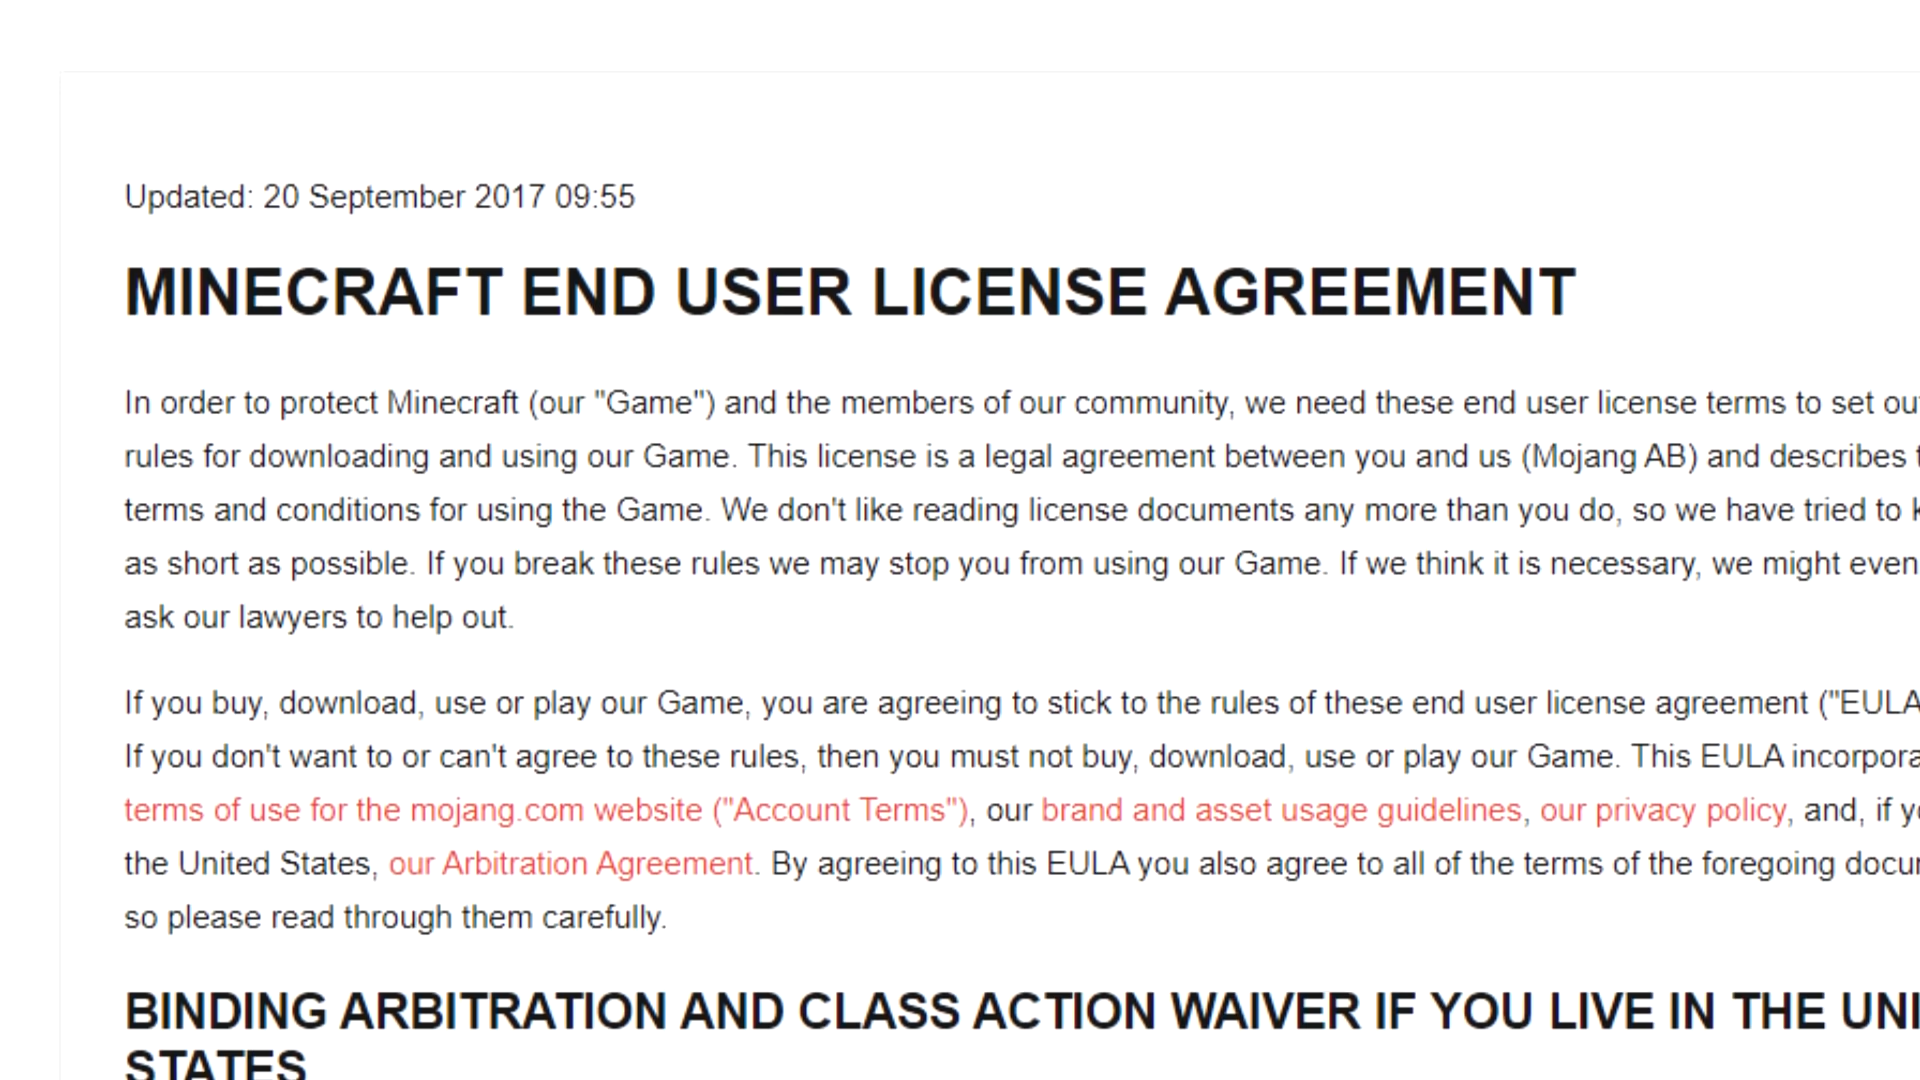 Updated: 20 September 2017 09:55
MINECRAFT END USER LICENSE AGREEMENT
In order to protect Minecraft (our "Game") and the members of our community, we need these end user license terms to set
rules for downloading and using our Game. This license is a legal agreement between you and us (Mojang AB) and describes
terms and conditions for using the Game. We don't like reading license documents any more than you do, so we have tried to
as short as possible. If you break these rules we may stop you from using our Game. If we think it is necessary, we might even
ask our lawyers to help out.
If you buy, download, use or play our Game, you are agreeing to stick to the rules of these end user license agreement ("EULA
If you don't want to or can't agree to these rules, then you must not buy, download, use or play our Game. This EULA
terms of use for the mojang.com website ("Account Terms"), our brand and asset usage guidelines, our privacy policy, and, if
the United States, our Arbitration Agreement. By agreeing to this EULA you also agree to all of the terms of the foregoing
so please read through them carefully.
BINDING ARBITRATION AND CLASS ACTION WAIVER IF YOU LIVE IN THE
STATES